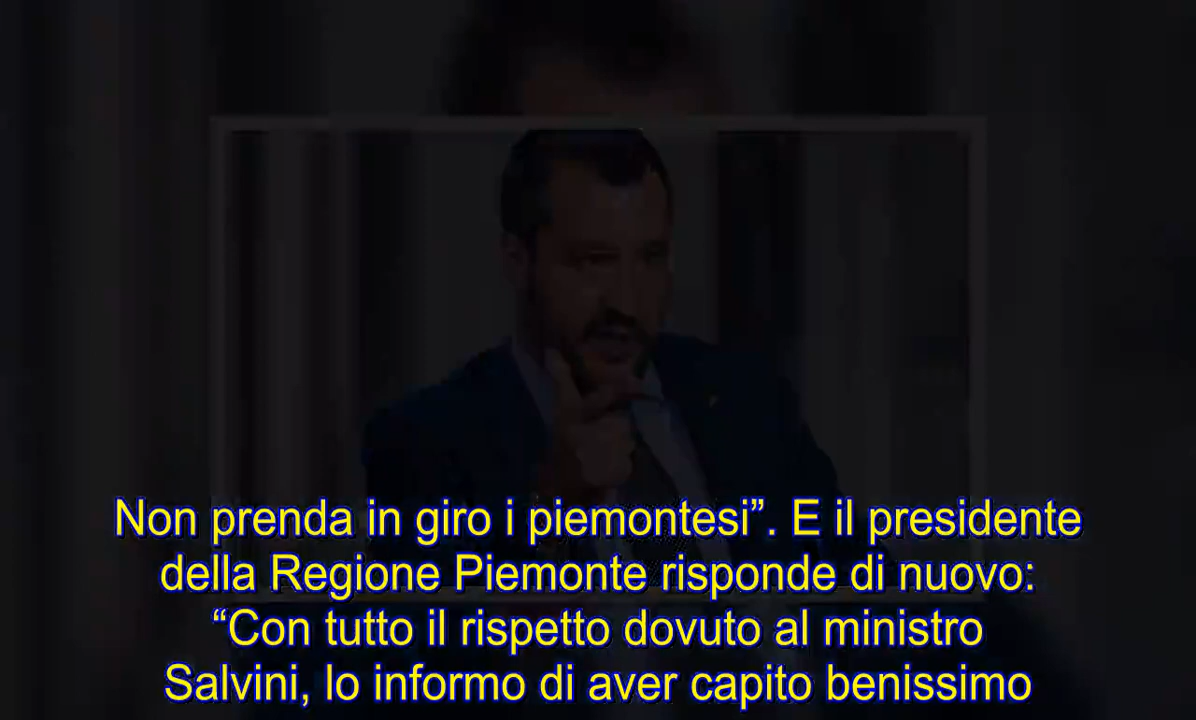 Non prenda in giro i piemontesi”. E il presidente
della Regione Piemonte risponde di nuovo:
“Con tutto il rispetto dovuto al ministro
Salvini, lo informo di aver capito benissimo